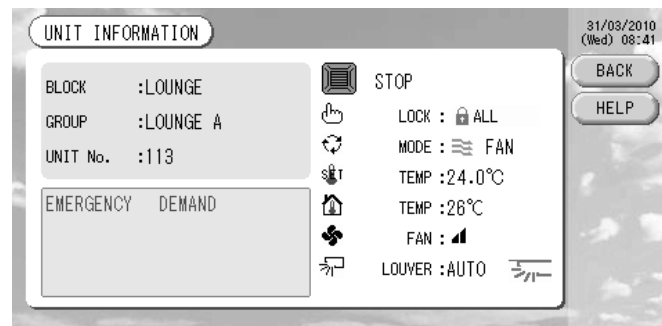 UNIT INFORMATION
31/03/2010
(Wed) 08:41
BACK
HELP
BLOCK :LOUNGE
GROUP :LOUNGE A
UNIT No. :113
EMERGENCY DEMAND
STOP
LOCK : ALL
MODE : FAN
SET TEMP :24.0℃
TEMP :26℃
FAN :
LOUVER :AUTO